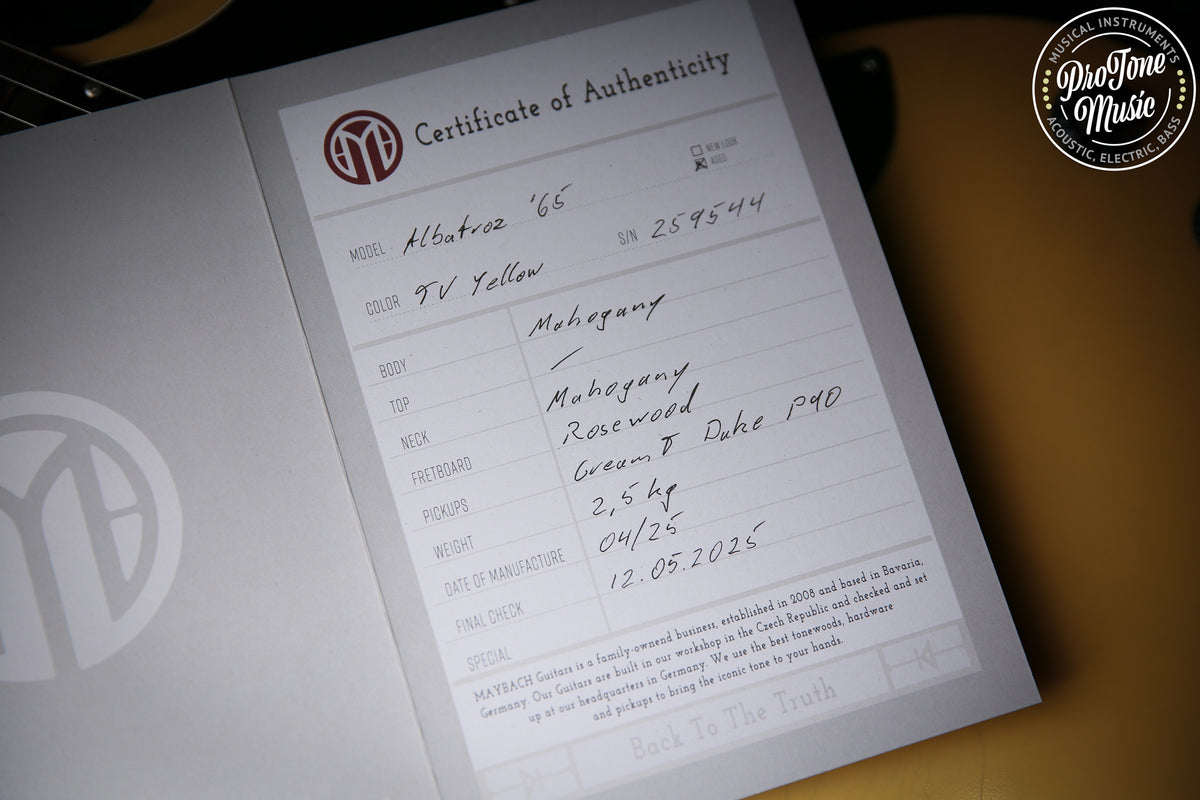 Certificate of Authenticity
NEW LOOK
AGED
MODEL Albatroz '65
COLOR TV Yellow S/N 259544
BODY Mahogany
TOP /
NECK Mahogany
FRETBOARD Rosewood
PICKUPS Cream T Duke P90
WEIGHT 2,5 kg
DATE OF MANUFACTURE 04/25
FINAL CHECK 12.05.2025
SPECIAL
MAYBACH Guitars is a family-ownend business, established in 2008 and based in Bavaria,
Germany. Our Guitars are built in our workshop in the Czech Republic and checked and set
up at our headquarters in Germany. We use the best tonewoods, hardware
and pickups to bring the iconic tone to your hands.
Back To The Truth
MUSICAL INSTRUMENTS
ProTone
Music
ACOUSTIC, ELECTRIC, BASS